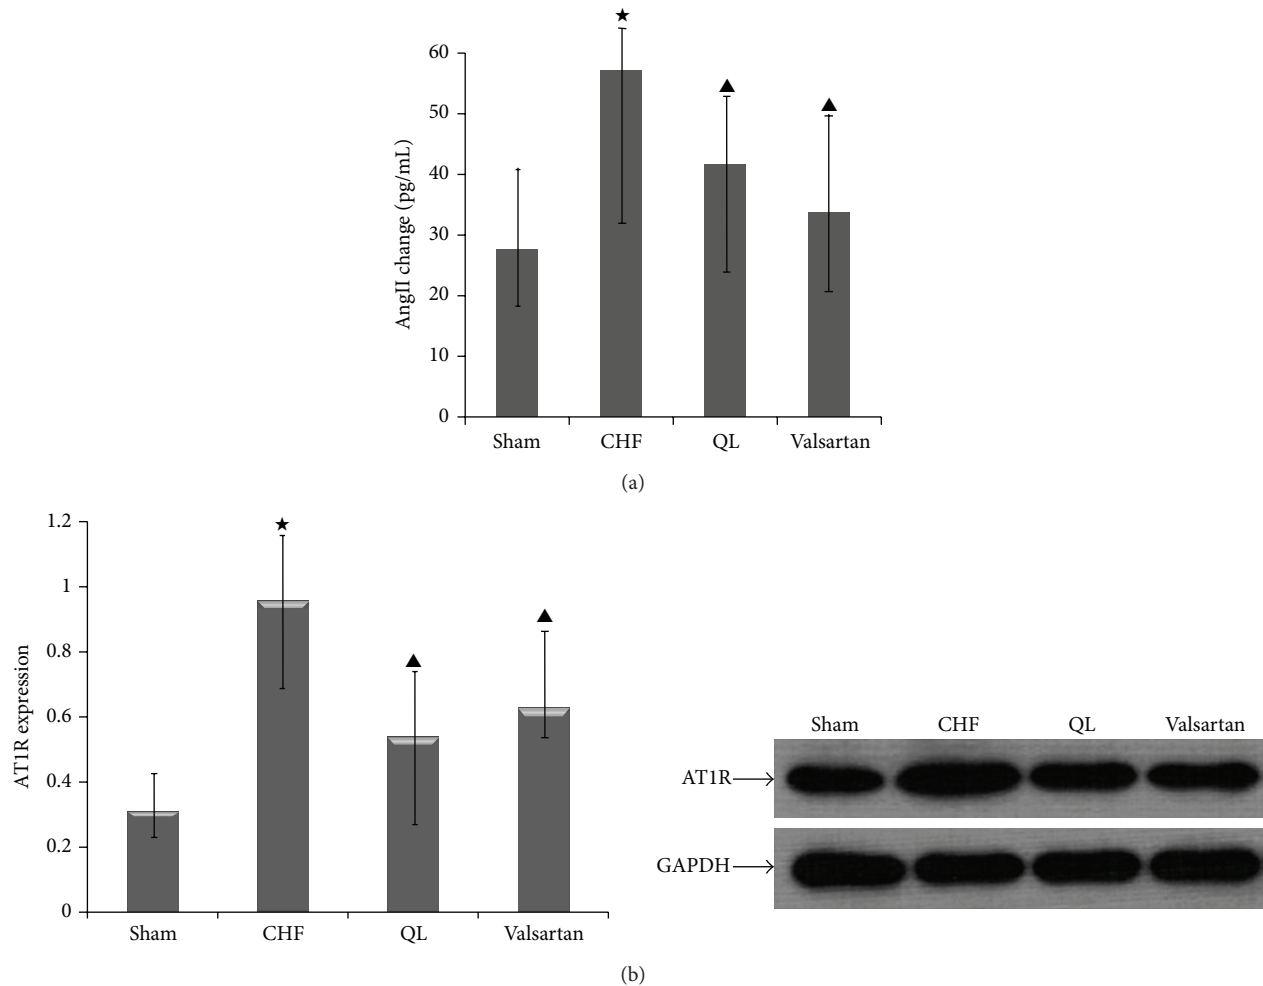 ★
60
50
40
30
20
10
0
AngII change (pg/mL)
▲
▲
Sham CHF QL Valsartan
(a)
1.2
1
0.8
0.6
0.4
0.2
0
AT1R expression
★
▲
▲
Sham CHF QL Valsartan
Sham CHF QL Valsartan
AT1R
GAPDH
(b)